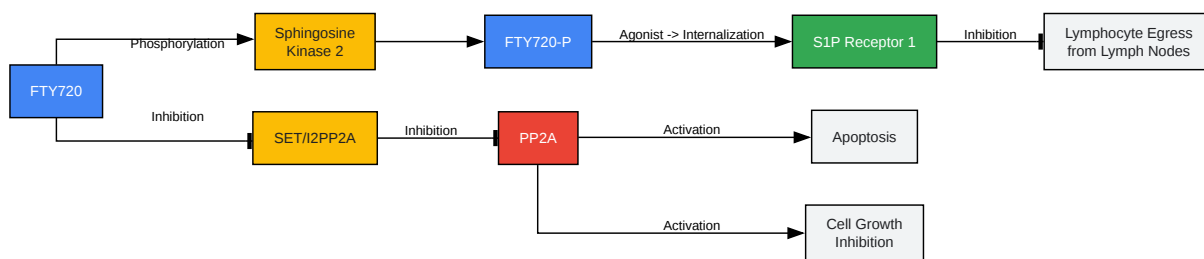 Phosphorylation
Sphingosine
Kinase 2
FTY720-P
Agonist -> Internalization
S1P Receptor 1
Inhibition
Lymphocyte Egress
from Lymph Nodes
FTY720
Inhibition
SET/I2PP2A
Inhibition
PP2A
Activation
Apoptosis
Activation
Cell Growth
Inhibition